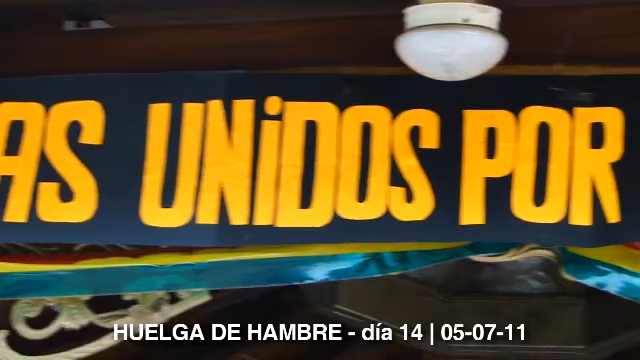 AS UNiDOS POR
HUELGA DE HAMBRE - día 14 | 05-07-11